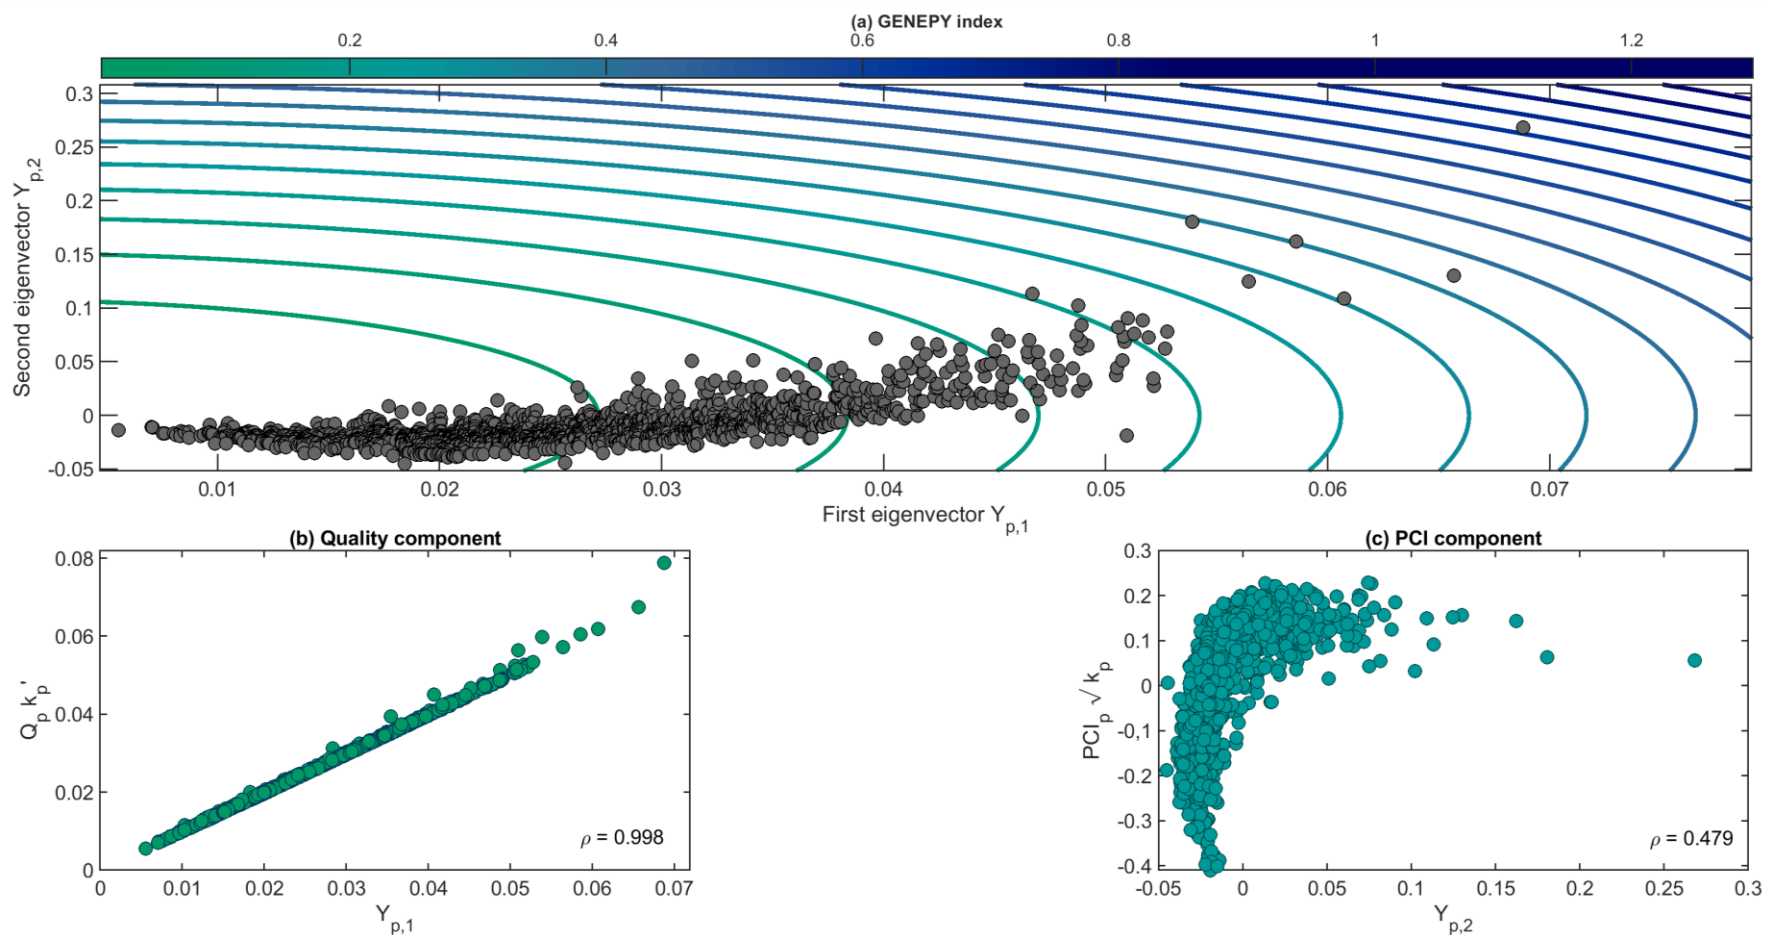 (a) GENEPY index
0.2 0.4 0.6 0.8 1 1.2
0.3
0.25
0.2
0.15
0.1
0.05
0
-0.05
Second eigenvector Y_{p,2}
0.01 0.02 0.03 0.04 0.05 0.06 0.07
First eigenvector Y_{p,1}
(b) Quality component
0.08
0.06
0.04
0.02
0
Q_p k_p'
ρ = 0.998
0 0.01 0.02 0.03 0.04 0.05 0.06 0.07
Y_{p,1}
(c) PCI component
0.3
0.2
0.1
0
-0.1
-0.2
-0.3
-0.4
PCI_p √ k_p
ρ = 0.479
-0.05 0 0.05 0.1 0.15 0.2 0.25 0.3
Y_{p,2}